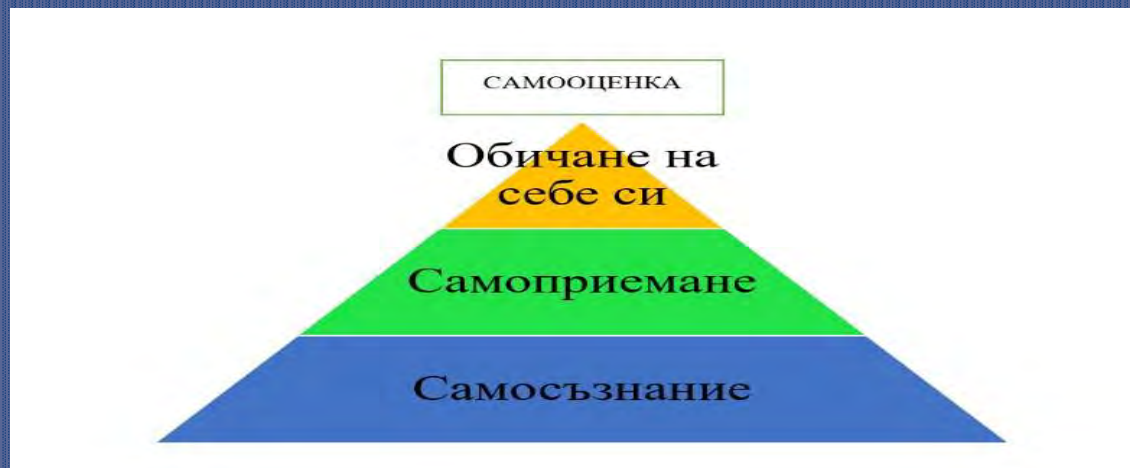 САМООЦЕНКА
Обичане на
себе си
Самоприемане
Самосъзнание